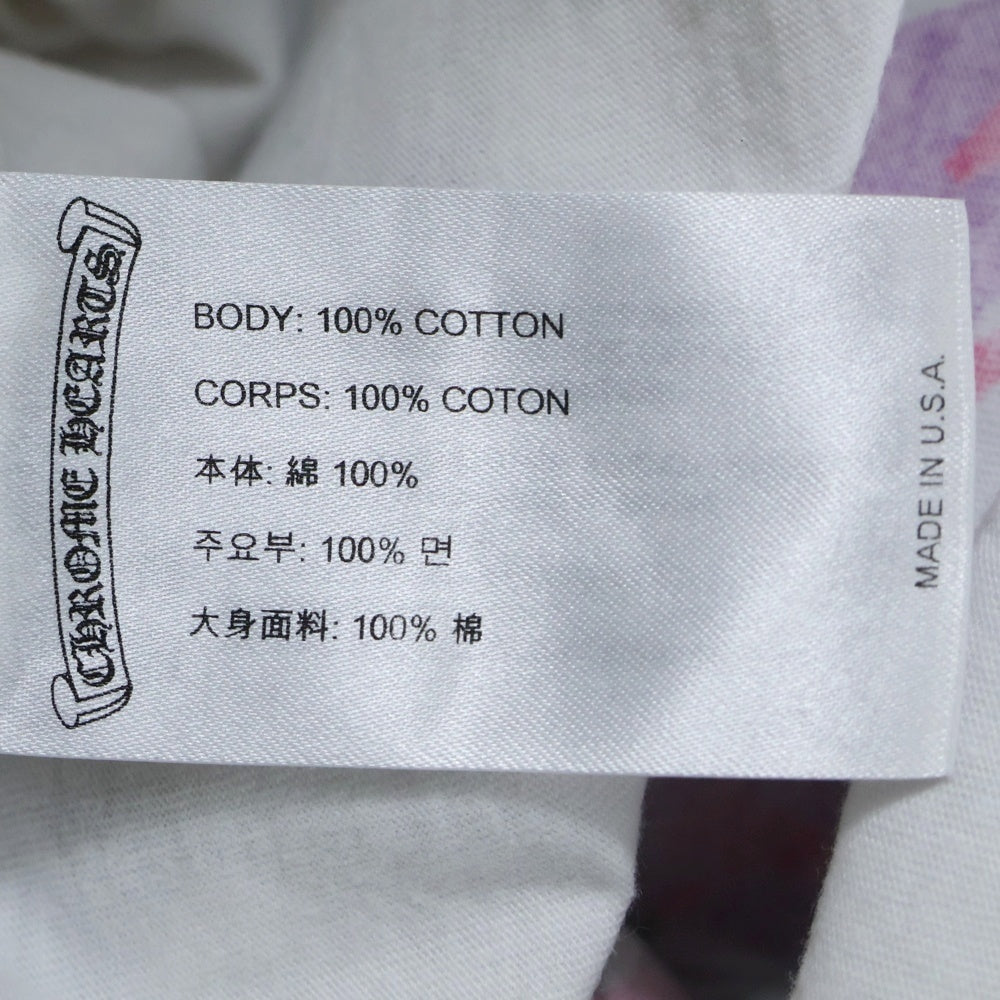 CHROME HEARTS
BODY: 100% COTTON
CORPS: 100% COTON
本体: 綿 100%
주요부: 100% 면
大身面料: 100% 棉
MADE IN U.S.A.